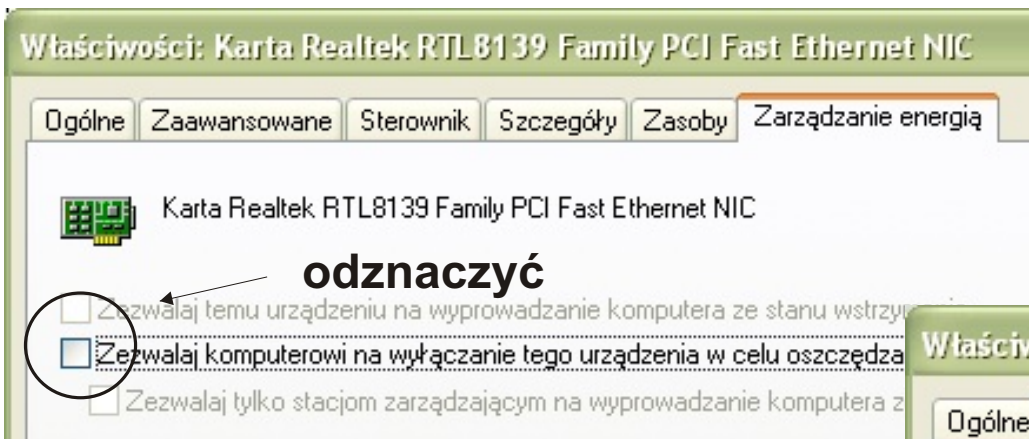 Właściwości: Karta Realtek RTL8139 Family PCI Fast Ethernet NIC
Ogólne Zaawansowane Sterownik Szczegóły Zasoby Zarządzanie energią
Karta Realtek RTL8139 Family PCI Fast Ethernet NIC
odznaczyć
Zezwalaj temu urządzeniu na wyprowadzanie komputera ze stanu
Zezwalaj komputerowi na wyłączanie tego urządzenia w celu
Zezwalaj tylko stacjom zarządzającym na wyprowadzanie komputera z
Ogólne